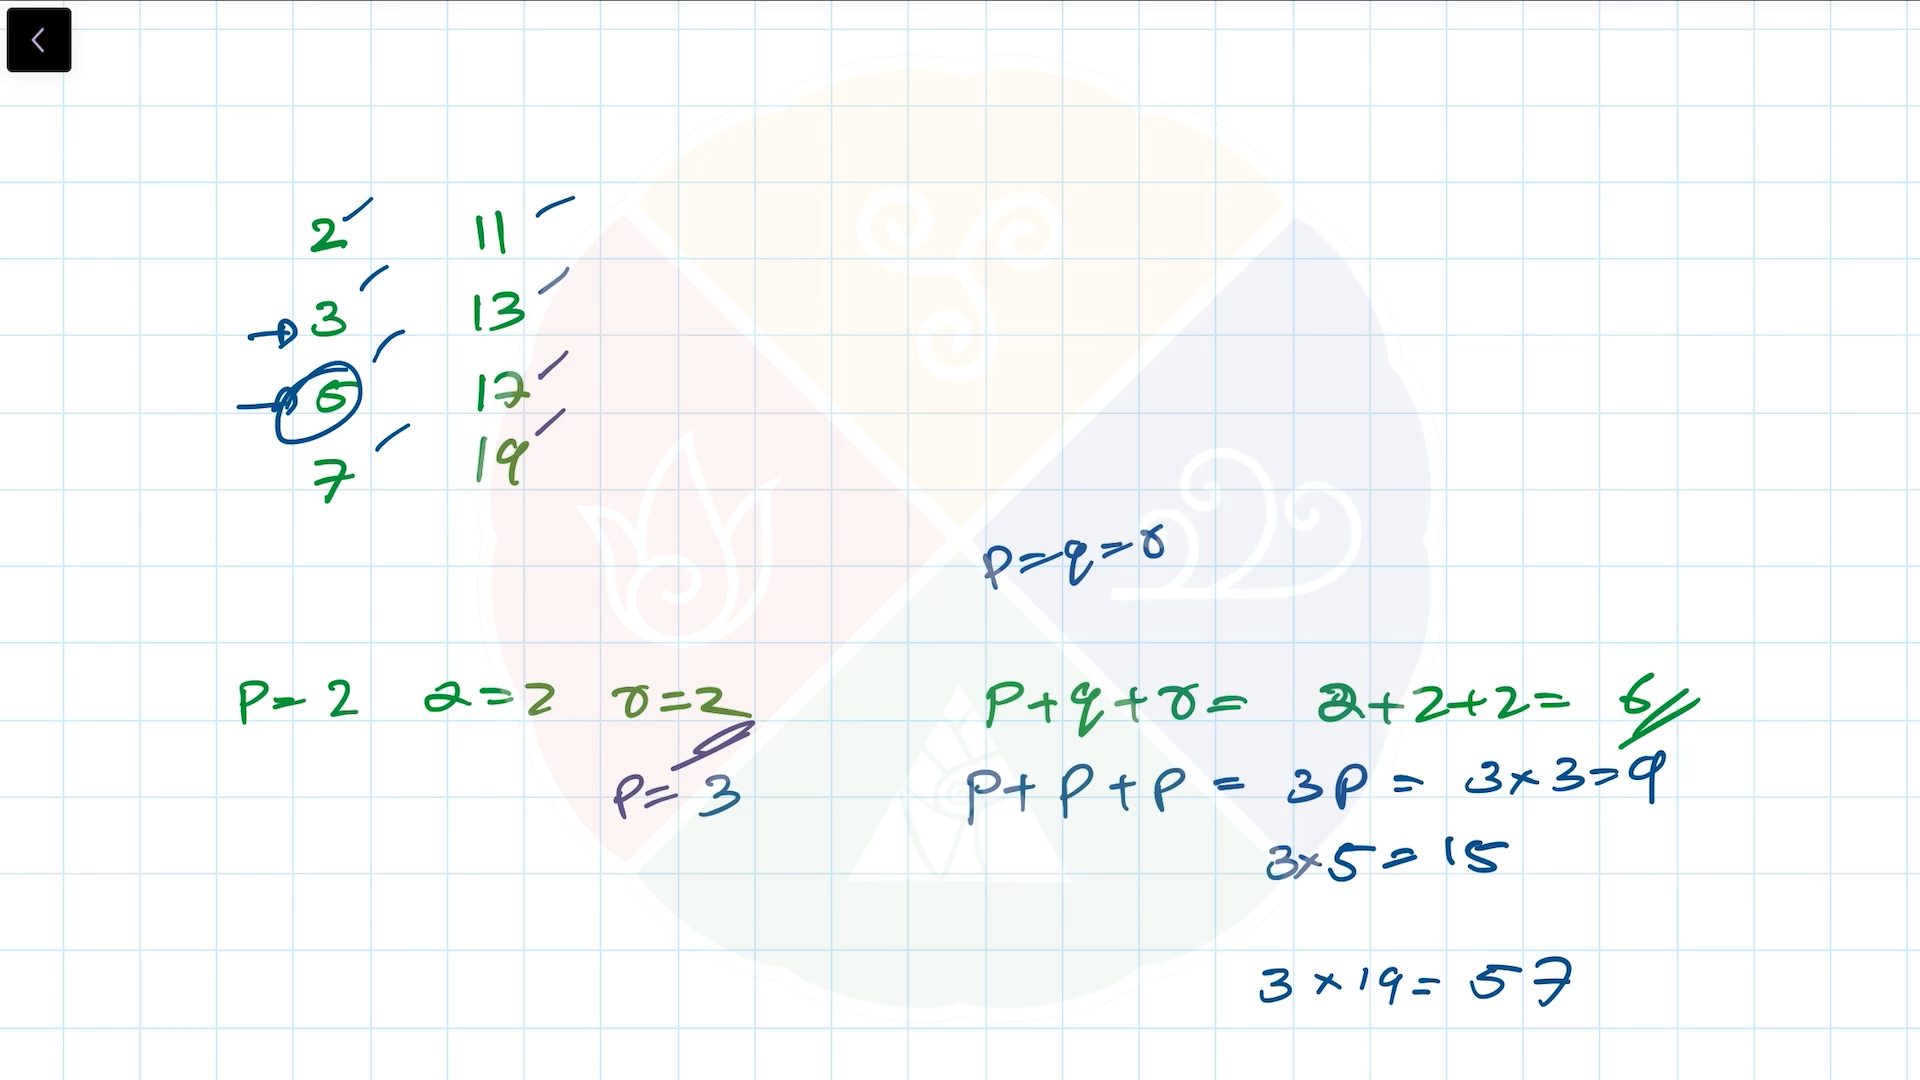 2 11
3 13
5 17
7 19
p=q=r
P=2 q=2 r=2 p+q+r= 2+2+2= 6
P=3 p+p+p = 3p = 3×3=9
3×5=15
3×19=57